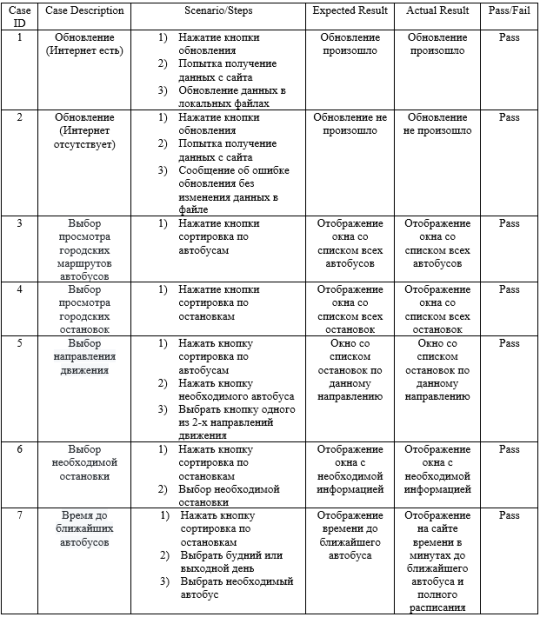 Case ID
Case Description
Scenario/Steps
Expected Result
Actual Result
Pass/Fail
1
Обновление
(Интернет есть)
1) Нажатие кнопки
обновления
2) Попытка получение
данных с сайта
3) Обновление данных в
локальных файлах
Обновление
произошло
Обновление
произошло
Pass
2
Обновление
(Интернет
отсутствует)
1) Нажатие кнопки
обновления
2) Попытка получение
данных с сайта
3) Сообщение об ошибке
обновления без
изменения данных в
файле
Обновление не
произошло
Обновление
не произошло
Pass
3
Выбор
просмотра
городских
маршрутов
автобусов
1) Нажатие кнопки
сортировка по
автобусам
Отображение
окна со
списком всех
автобусов
Отображение
окна со
списком всех
автобусов
Pass
4
Выбор
просмотра
городских
остановок
1) Нажатие кнопки
сортировка по
остановкам
Отображение
окна со
списком всех
остановок
Отображение
окна со
списком всех
остановок
Pass
5
Выбор
направления
движения
1) Нажать кнопку
сортировка по
автобусам
2) Нажать кнопку
необходимого автобуса
3) Выбрать кнопку одного
из 2-х направлений
движения
Окно со
списком
остановок по
данному
направлению
Окно со
списком
остановок по
данному
направлению
Pass
6
Выбор
необходимой
остановки
1) Нажать кнопку
сортировка по
остановкам
2) Выбор необходимой
остановки
Отображение
окна с
необходимой
информацией
Отображение
окна с
необходимой
информацией
Pass
7
Время до
ближайших
автобусов
1) Нажать кнопку
сортировка по
остановкам
2) Выбрать будний или
выходной день
3) Выбрать необходимый
автобус
Отображение
времени до
ближайшего
автобуса
Отображение
на сайте
времени в
минутах до
ближайшего
автобуса и
полного
расписания
Pass